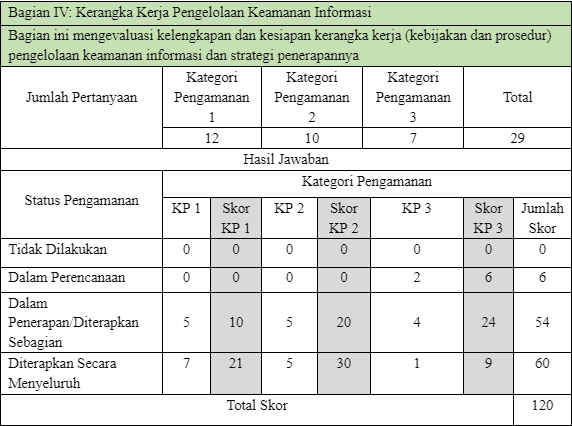 Bagian IV: Kerangka Kerja Pengelolaan Keamanan Informasi
Bagian ini mengevaluasi kelengkapan dan kesiapan kerangka kerja (kebijakan dan prosedur)
pengelolaan keamanan informasi dan strategi penerapannya
Jumlah Pertanyaan
Kategori
Pengamanan
1
Kategori
Pengamanan
2
Kategori
Pengamanan
3
Total
12 10 7 29
Hasil Jawaban
Status Pengamanan
Kategori Pengamanan
KP 1
Skor
KP 1
KP 2
Skor
KP 2
KP 3
Skor
KP 3
Jumlah
Skor
Tidak Dilakukan 0 0 0 0 0 0 0
Dalam Perencanaan 0 0 0 0 2 6 6
Dalam
Penerapan/Diterapkan
Sebagian
5 10 5 20 4 24 54
Diterapkan Secara
Menyeluruh
7 21 5 30 1 9 60
Total Skor 120